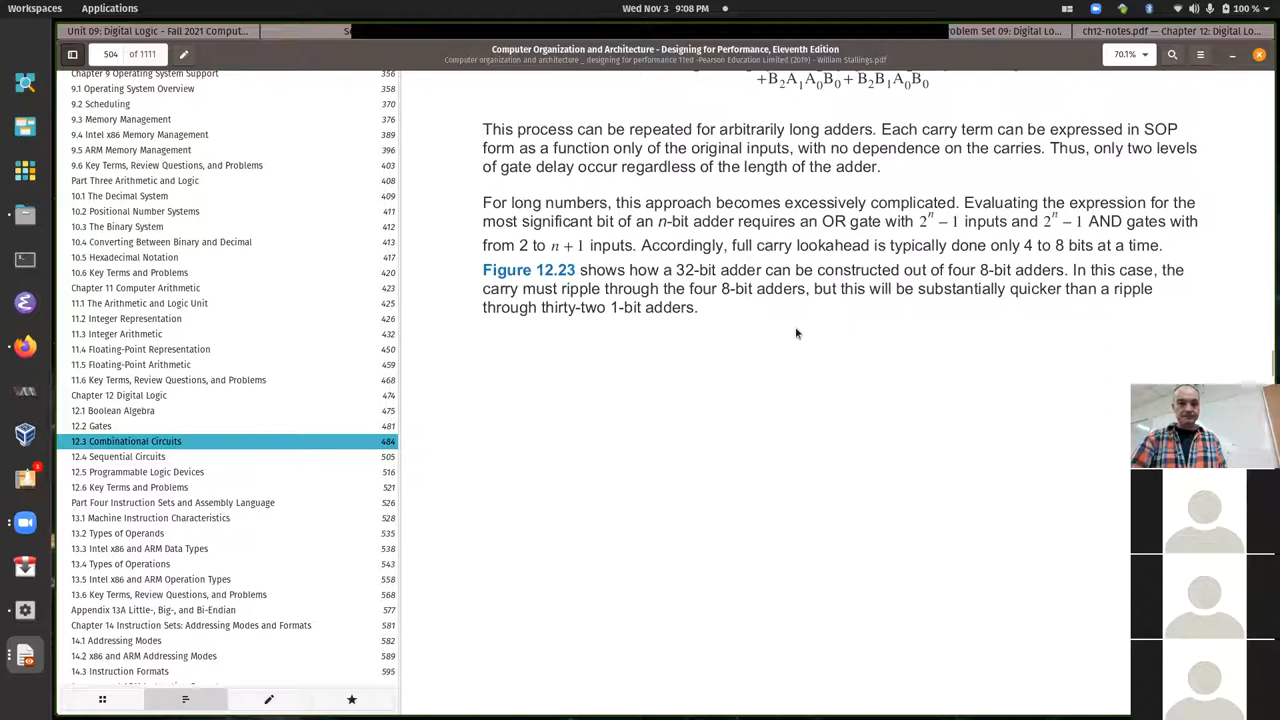 Workspaces Applications Wed Nov 3 9:08 PM 100 %
Unit 09: Digital Logic - Fall 2021 Comput... oblem Set 09: Digital Lo... ch12-notes.pdf — Chapter 12: Digital Lo...
504 of 1111 Computer Organization and Architecture - Designing for Performance, Eleventh Edition 70.1%
Computer organization and architecture _ designing for performance 11ed -Pearson Education Limited (2019) - William Stallings.pdf
Chapter 9 Operating System Support 356
9.1 Operating System Overview 358
9.2 Scheduling 370
9.3 Memory Management 376
9.4 Intel x86 Memory Management 389
9.5 ARM Memory Management 396
9.6 Key Terms, Review Questions, and Problems 403
Part Three Arithmetic and Logic 408
10.1 The Decimal System 409
10.2 Positional Number Systems 411
10.3 The Binary System 412
10.4 Converting Between Binary and Decimal 413
10.5 Hexadecimal Notation 417
10.6 Key Terms and Problems 420
Chapter 11 Computer Arithmetic 423
11.1 The Arithmetic and Logic Unit 425
11.2 Integer Representation 426
11.3 Integer Arithmetic 432
11.4 Floating-Point Representation 450
11.5 Floating-Point Arithmetic 459
11.6 Key Terms, Review Questions, and Problems 468
Chapter 12 Digital Logic 474
12.1 Boolean Algebra 475
12.2 Gates 481
12.3 Combinational Circuits 484
12.4 Sequential Circuits 505
12.5 Programmable Logic Devices 516
12.6 Key Terms and Problems 521
Part Four Instruction Sets and Assembly Language 526
13.1 Machine Instruction Characteristics 528
13.2 Types of Operands 535
13.3 Intel x86 and ARM Data Types 538
13.4 Types of Operations 543
13.5 Intel x86 and ARM Operation Types 558
13.6 Key Terms, Review Questions, and Problems 568
Appendix 13A Little-, Big-, and Bi-Endian 577
Chapter 14 Instruction Sets: Addressing Modes and Formats 581
14.1 Addressing Modes 582
14.2 x86 and ARM Addressing Modes 589
14.3 Instruction Formats 595
+B₂A₁A₀B₀ + B₂B₁A₀B₀
This process can be repeated for arbitrarily long adders. Each carry term can be expressed in SOP
form as a function only of the original inputs, with no dependence on the carries. Thus, only two levels
of gate delay occur regardless of the length of the adder.
For long numbers, this approach becomes excessively complicated. Evaluating the expression for the
most significant bit of an n-bit adder requires an OR gate with 2ⁿ − 1 inputs and 2ⁿ − 1 AND gates with
from 2 to n + 1 inputs. Accordingly, full carry lookahead is typically done only 4 to 8 bits at a time.
Figure 12.23 shows how a 32-bit adder can be constructed out of four 8-bit adders. In this case, the
carry must ripple through the four 8-bit adders, but this will be substantially quicker than a ripple
through thirty-two 1-bit adders.